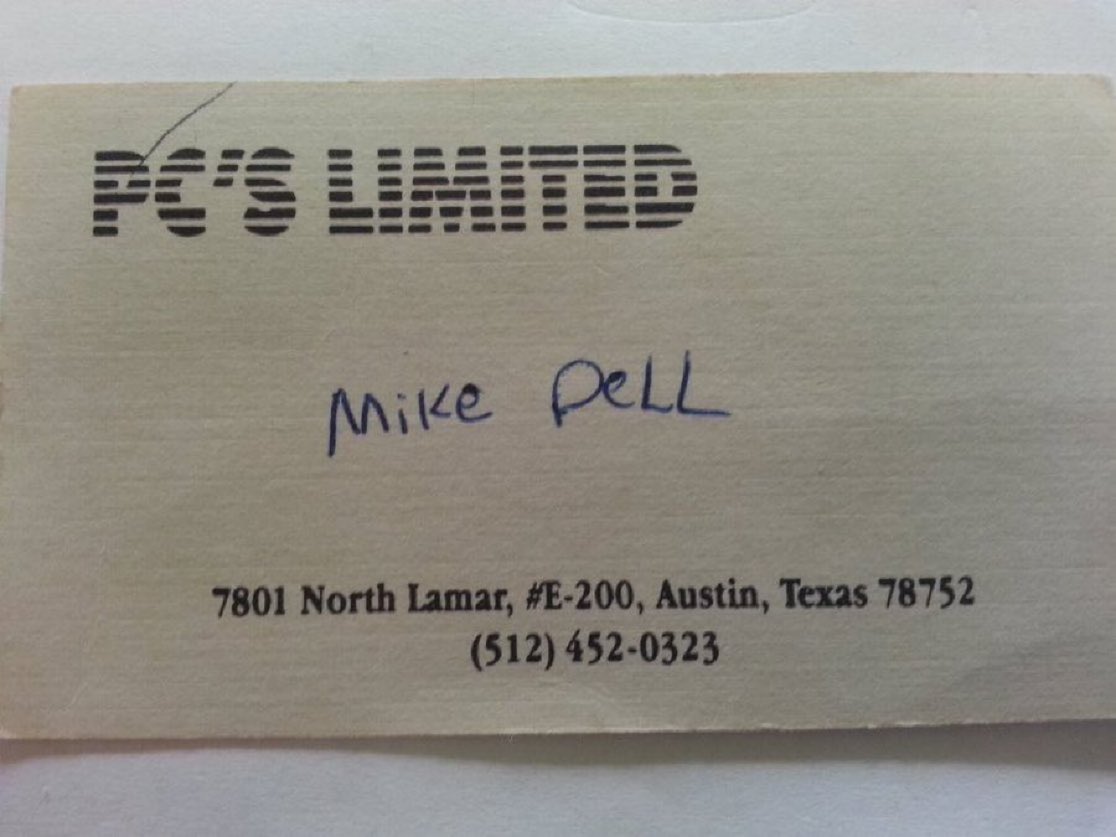 PC'S LIMITED
Mike Dell
7801 North Lamar, #E-200, Austin, Texas 78752
(512) 452-0323